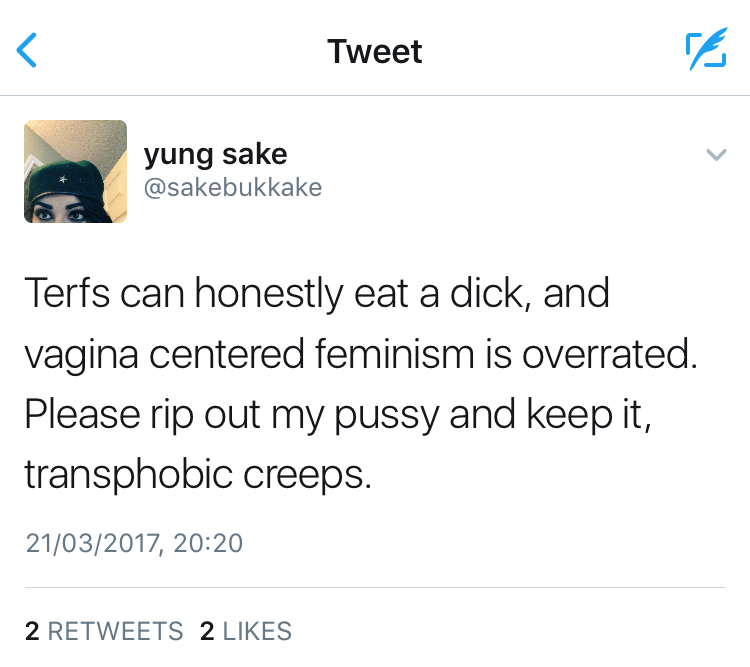 Tweet
yung sake
@sakebukkake
Terfs can honestly eat a dick, and
vagina centered feminism is overrated.
Please rip out my pussy and keep it,
transphobic creeps.
21/03/2017, 20:20
2 RETWEETS 2 LIKES